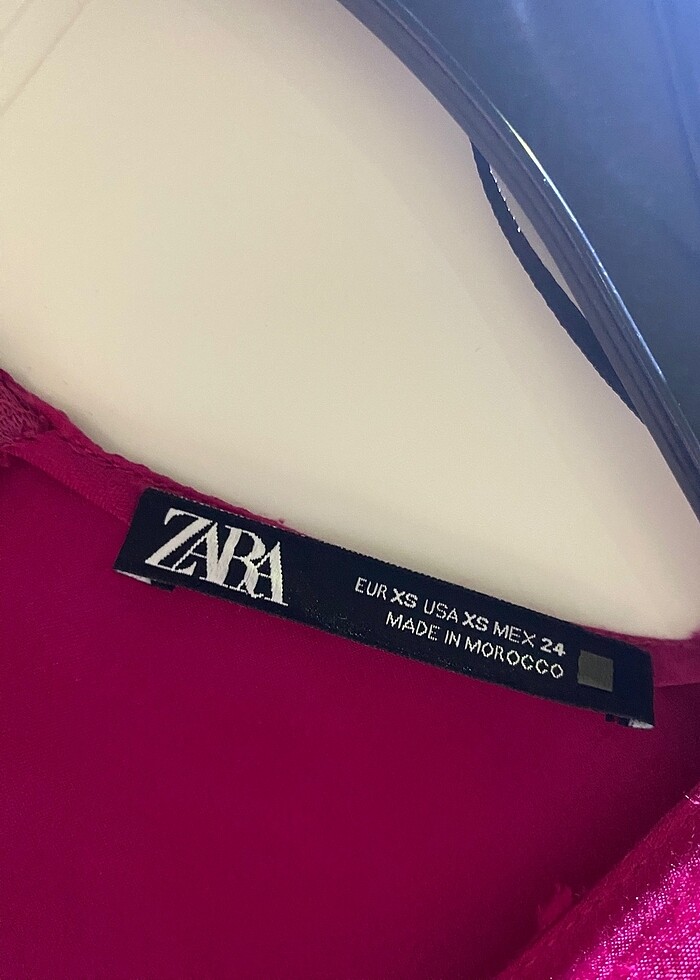 ZARA
EUR XS USA XS MEX 24
MADE IN MOROCCO